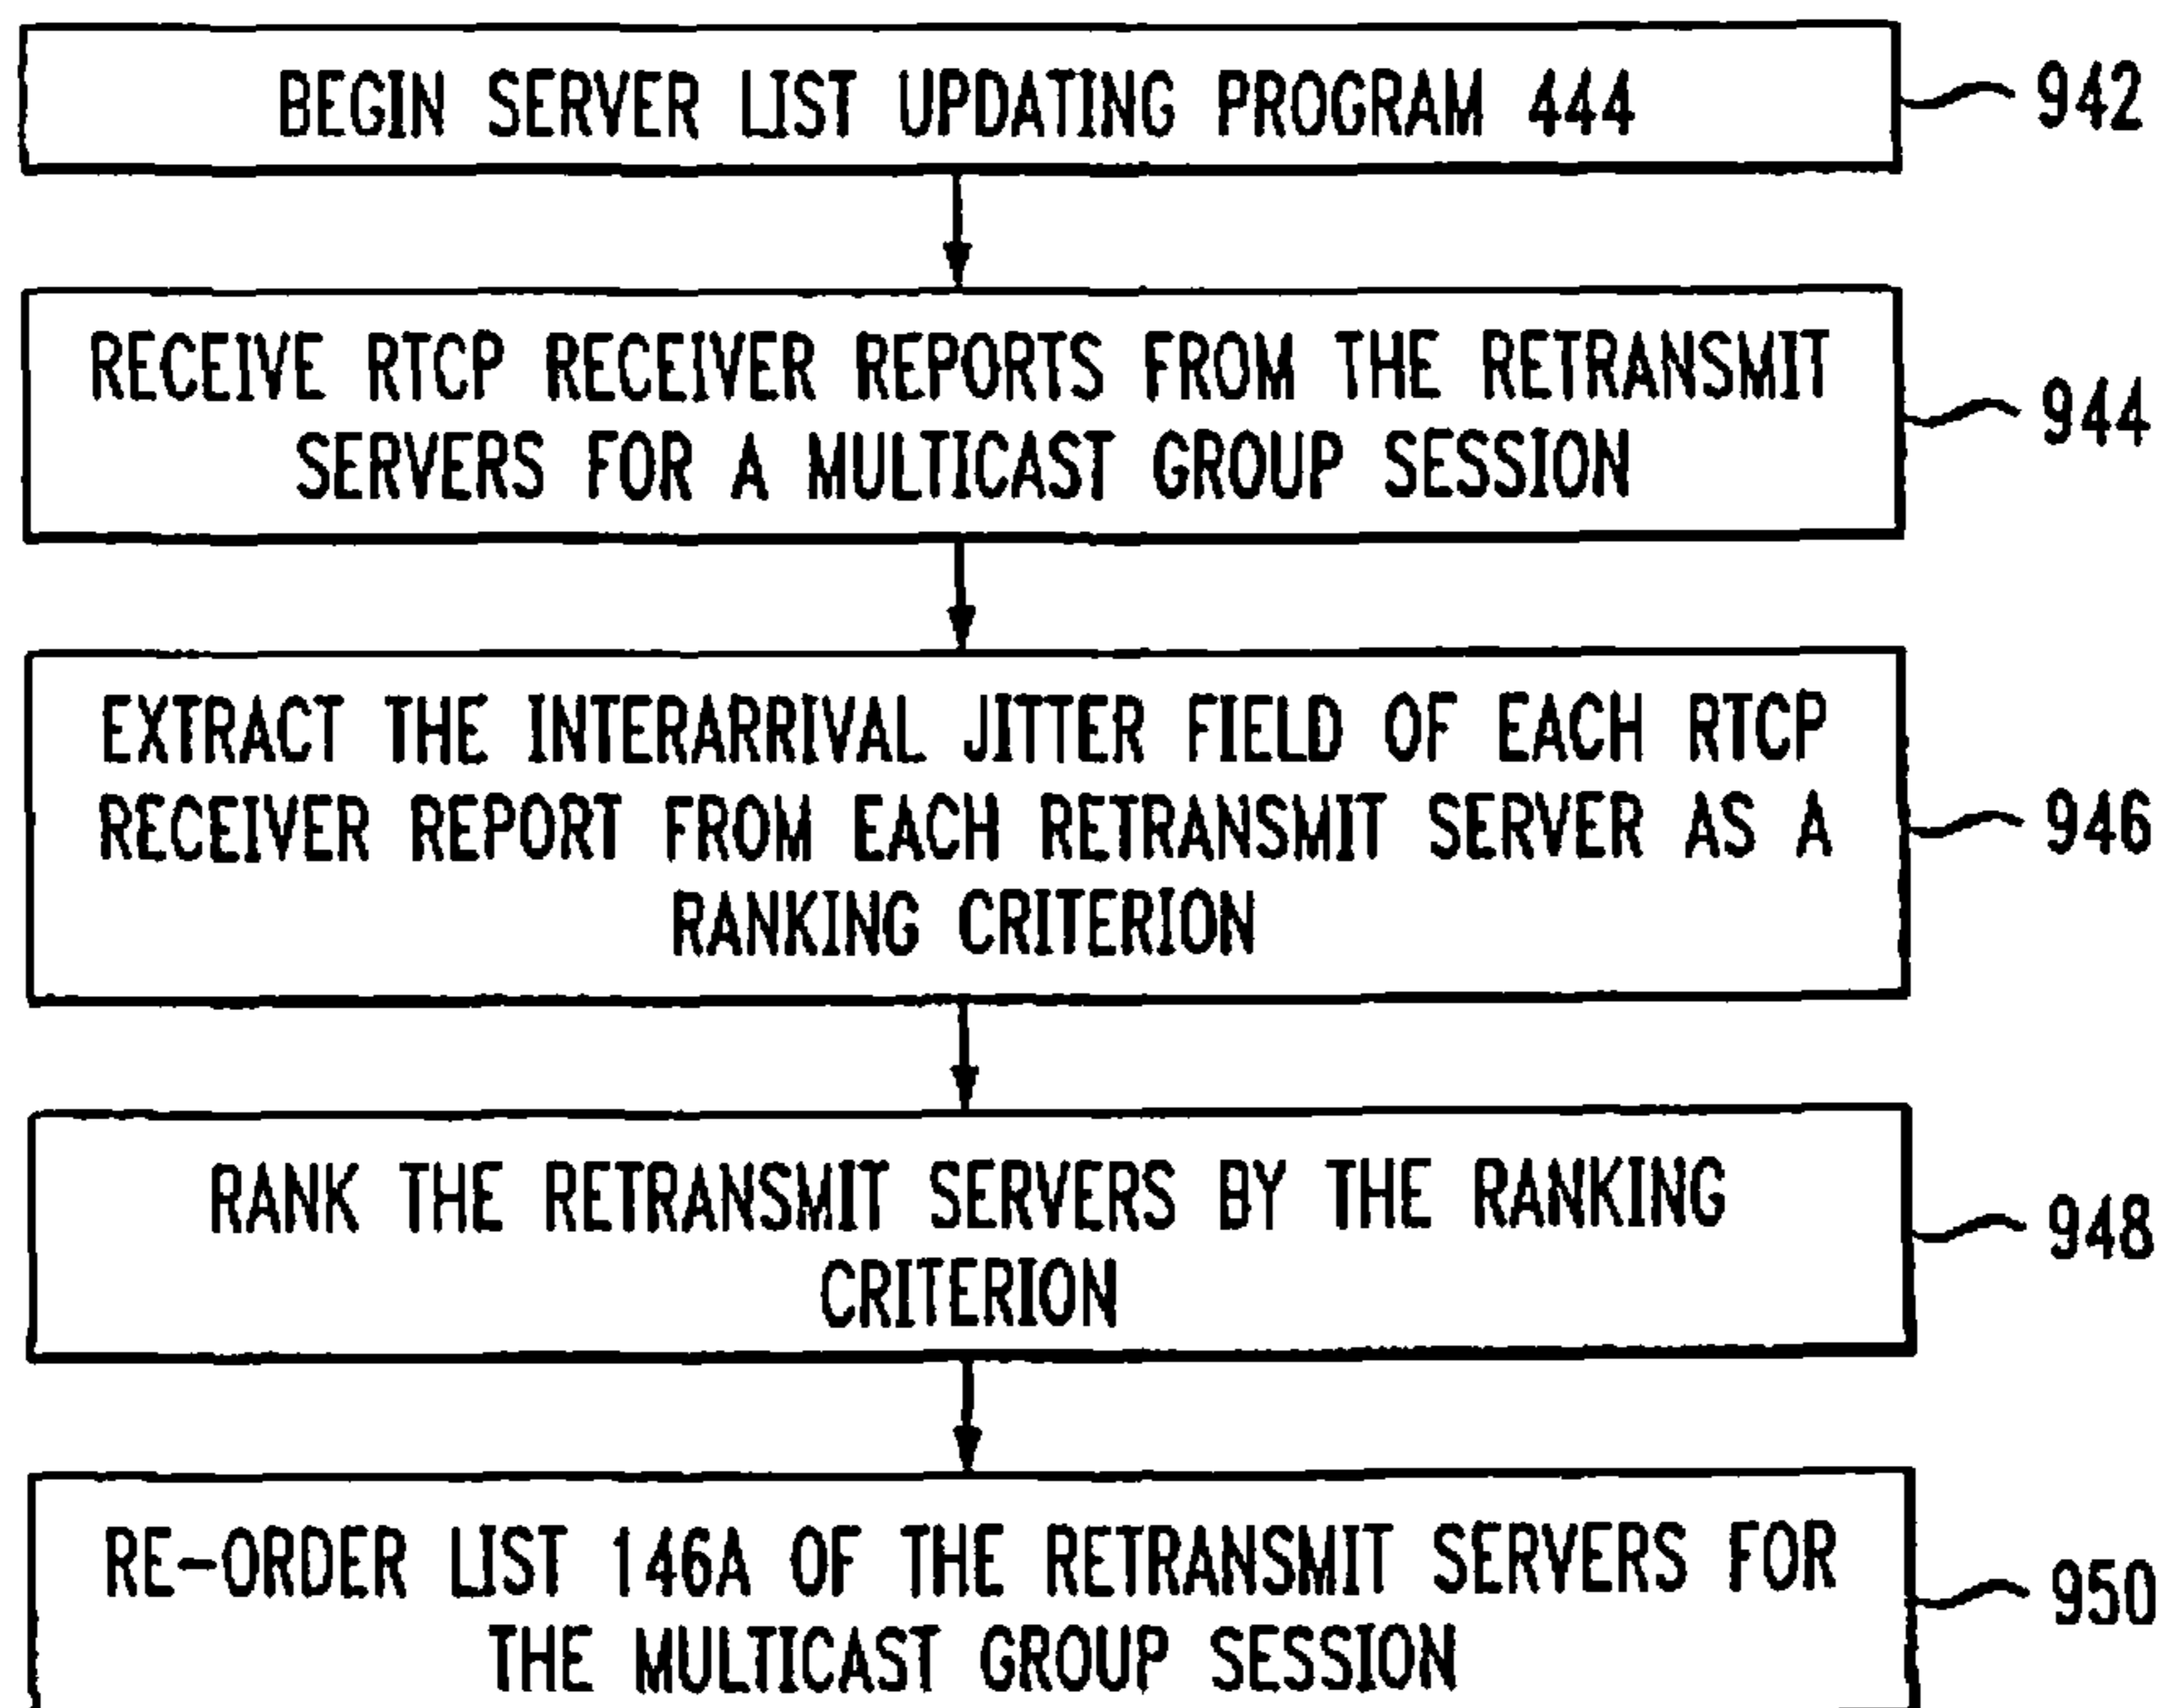 BEGIN SERVER LIST UPDATING PROGRAM 444
942
RECEIVE RTCP RECEIVER REPORTS FROM THE RETRANSMIT
SERVERS FOR A MULTICAST GROUP SESSION
944
EXTRACT THE INTERARRIVAL JITTER FIELD OF EACH RTCP
RECEIVER REPORT FROM EACH RETRANSMIT SERVER AS A
RANKING CRITERION
946
RANK THE RETRANSMIT SERVERS BY THE RANKING
CRITERION
948
RE-ORDER LIST 146A OF THE RETRANSMIT SERVERS FOR
THE MULTICAST GROUP SESSION
950